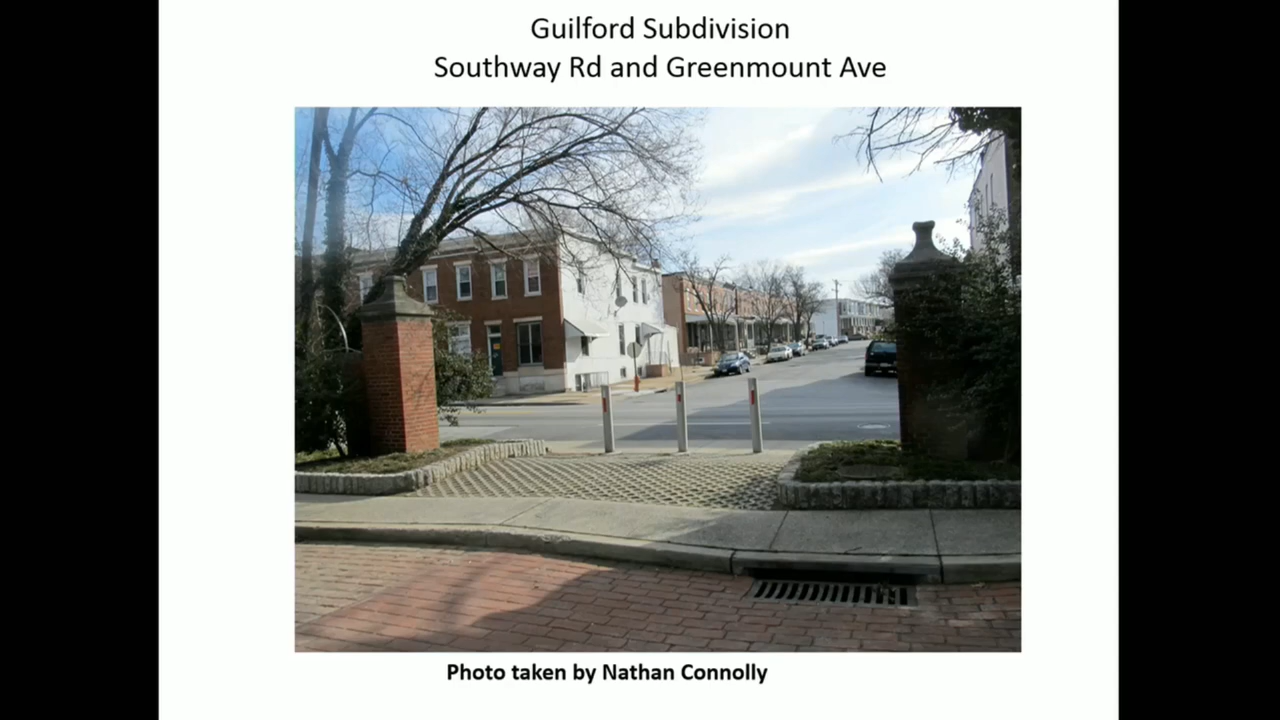 Guilford Subdivision
Southway Rd and Greenmount Ave
Photo taken by Nathan Connolly